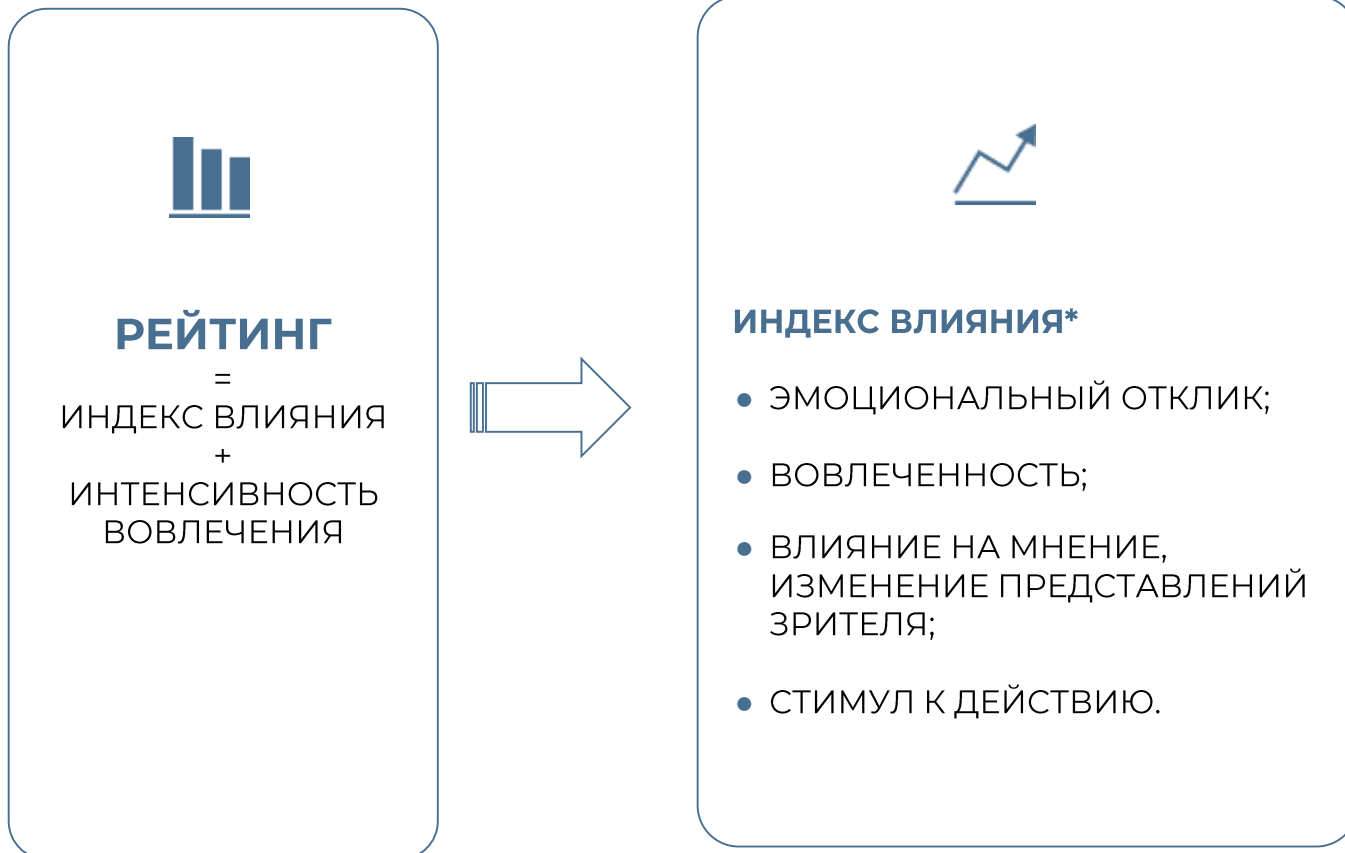 РЕЙТИНГ
=
ИНДЕКС ВЛИЯНИЯ
+
ИНТЕНСИВНОСТЬ
ВОВЛЕЧЕНИЯ
ИНДЕКС ВЛИЯНИЯ*
● ЭМОЦИОНАЛЬНЫЙ ОТКЛИК;
● ВОВЛЕЧЕННОСТЬ;
● ВЛИЯНИЕ НА МНЕНИЕ,
ИЗМЕНЕНИЕ ПРЕДСТАВЛЕНИЙ
ЗРИТЕЛЯ;
● СТИМУЛ К ДЕЙСТВИЮ.